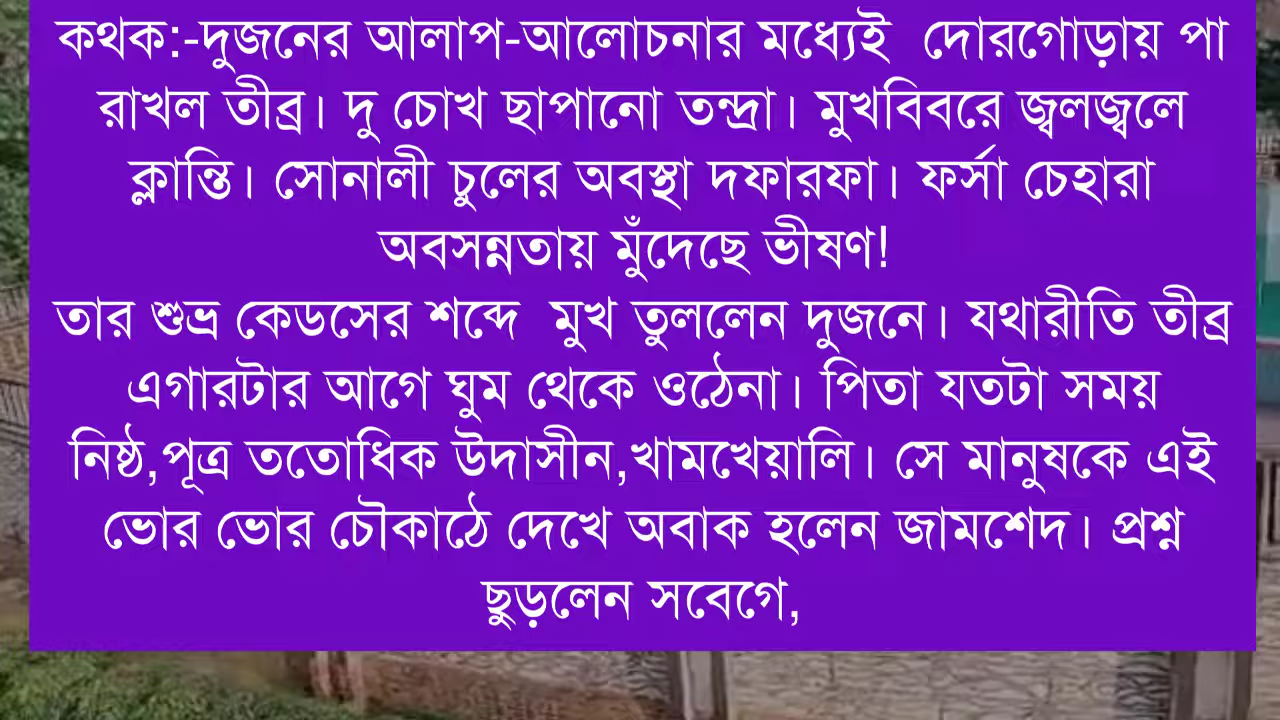 কথক:-দুজনের আলাপ-আলোচনার মধ্যেই দোরগোড়ায় পা
রাখল তীব্র। দু চোখ ছাপানো তন্দ্রা। মুখবিবরে জ্বলজ্বলে
ক্লান্তি। সোনালী চুলের অবস্থা দফারফা। ফর্সা চেহারা
অবসন্নতায় মুঁদেছে ভীষণ!
তার শুভ্র কেডসের শব্দে মুখ তুললেন দুজনে। যথারীতি তীব্র
এগারটার আগে ঘুম থেকে ওঠেনা। পিতা যতটা সময়
নিষ্ঠ,পূত্র ততোধিক উদাসীন,খামখেয়ালি। সে মানুষকে এই
ভোর ভোর চৌকাঠে দেখে অবাক হলেন জামশেদ। প্রশ্ন
ছুড়লেন সবেগে,